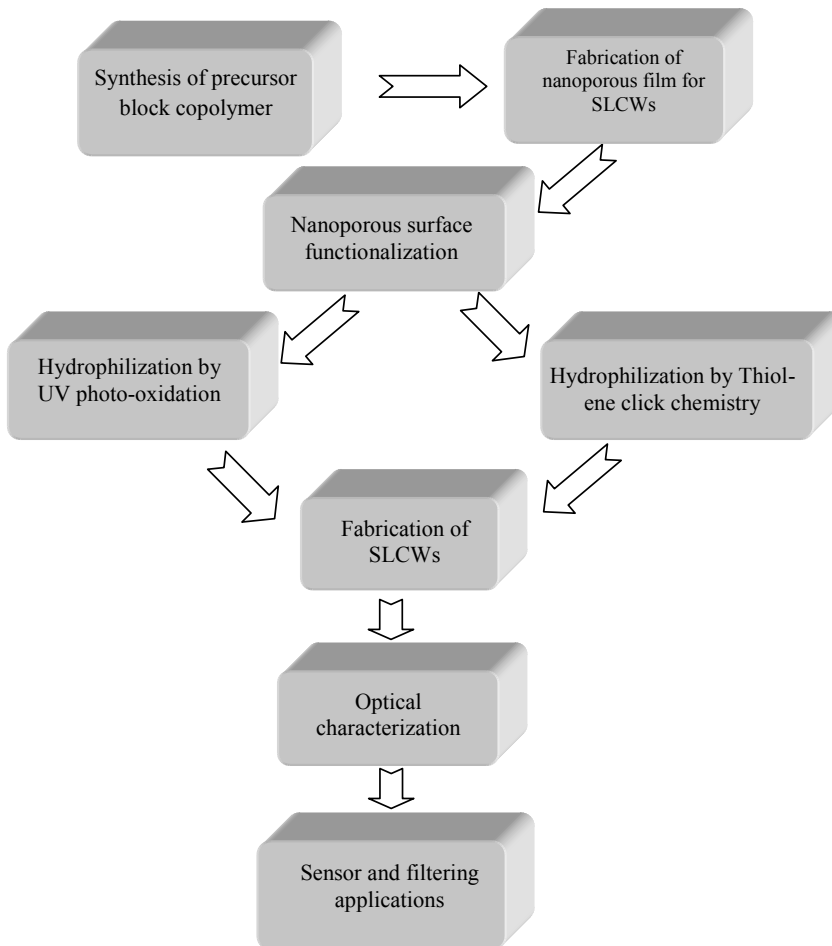 Synthesis of precursor
block copolymer
Fabrication of
nanoporous film for
SLCWs
Nanoporous surface
functionalization
Hydrophilization by
UV photo-oxidation
Hydrophilization by Thiol-
ene click chemistry
Fabrication of
SLCWs
Optical
characterization
Sensor and filtering
applications